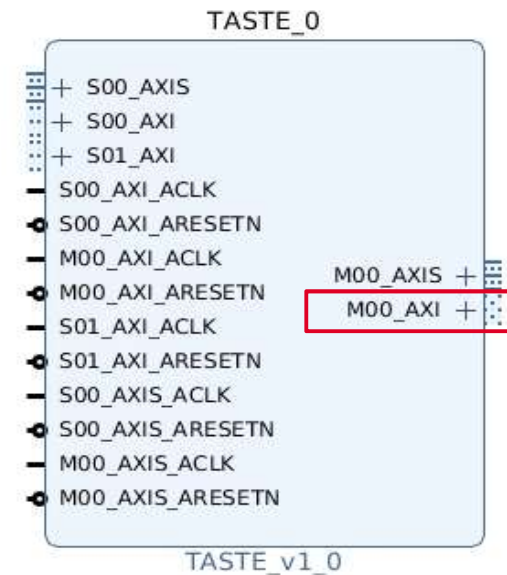 TASTE_0
+ S00_AXIS
+ S00_AXI
+ S01_AXI
S00_AXI_ACLK
S00_AXI_ARESETN
M00_AXI_ACLK
M00_AXI_ARESETN
S01_AXI_ACLK
S01_AXI_ARESETN
S00_AXIS_ACLK
S00_AXIS_ARESETN
M00_AXIS_ACLK
M00_AXIS_ARESETN
M00_AXIS +
M00_AXI +
TASTE_v1_0